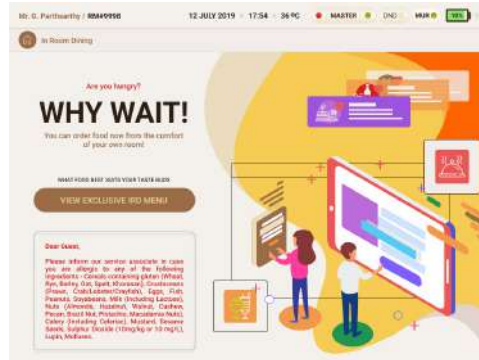 Mr. G. Parthsarthy / RM#9998
12 JULY 2019 17:54 36 ºC MASTER DND MUR
In Room Dining
Are you hungry?
WHY WAIT!
You can order food now from the comfort
of your own room!
WHAT FOOD BEST SUITS YOUR TASTE BUDS
VIEW EXCLUSIVE IRD MENU
Dear Guest,
Please inform our service associate in case
you are allergic to any of the following
ingredients - Cereals containing gluten (Wheat,
Rye, Barley, Oat, Spelt, Khorasan), Crustaceans
(Prawn, Crab/Lobster/Crayfish), Eggs, Fish,
Peanuts, Soyabeans, Milk (Including Lactose),
Nuts (Almonds, Hazelnut, Walnut, Cashew,
Pecan, Brazil Nut, Pistachio, Macadamia Nuts),
Celery (Including Celeriac), Mustard, Sesame
Seeds, Sulphur Dioxide (10mg/kg or 10 mg/L),
Lupin, Molluscs.